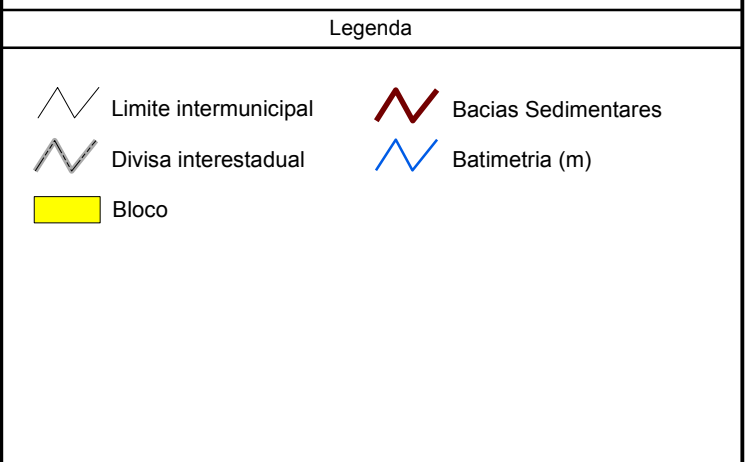 Legenda
Limite intermunicipal
Bacias Sedimentares
Divisa interestadual
Batimetria (m)
Bloco